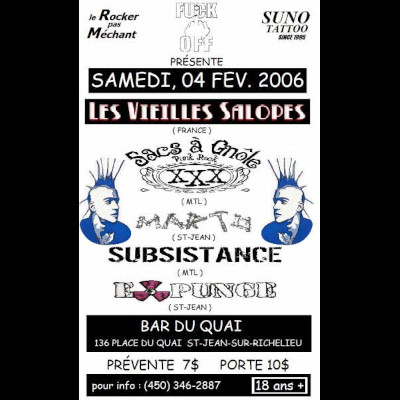 le Rocker
pas
Méchant
FUCK
OFF
SUNO
TATTOO
SINCE 1995
PRÉSENTE
SAMEDI, 04 FEV. 2006
LES VIEILLES SALOPES
( FRANCE )
Sacs à Gnôle
Punk Rock
XXX
( MTL )
MARTY
( ST-JEAN )
SUBSISTANCE
( MTL )
EXPUNGE
( ST-JEAN )
BAR DU QUAI
136 PLACE DU QUAI ST-JEAN-SUR-RICHELIEU
PRÉVENTE 7$ PORTE 10$
pour info : (450) 346-2887
18 ans +